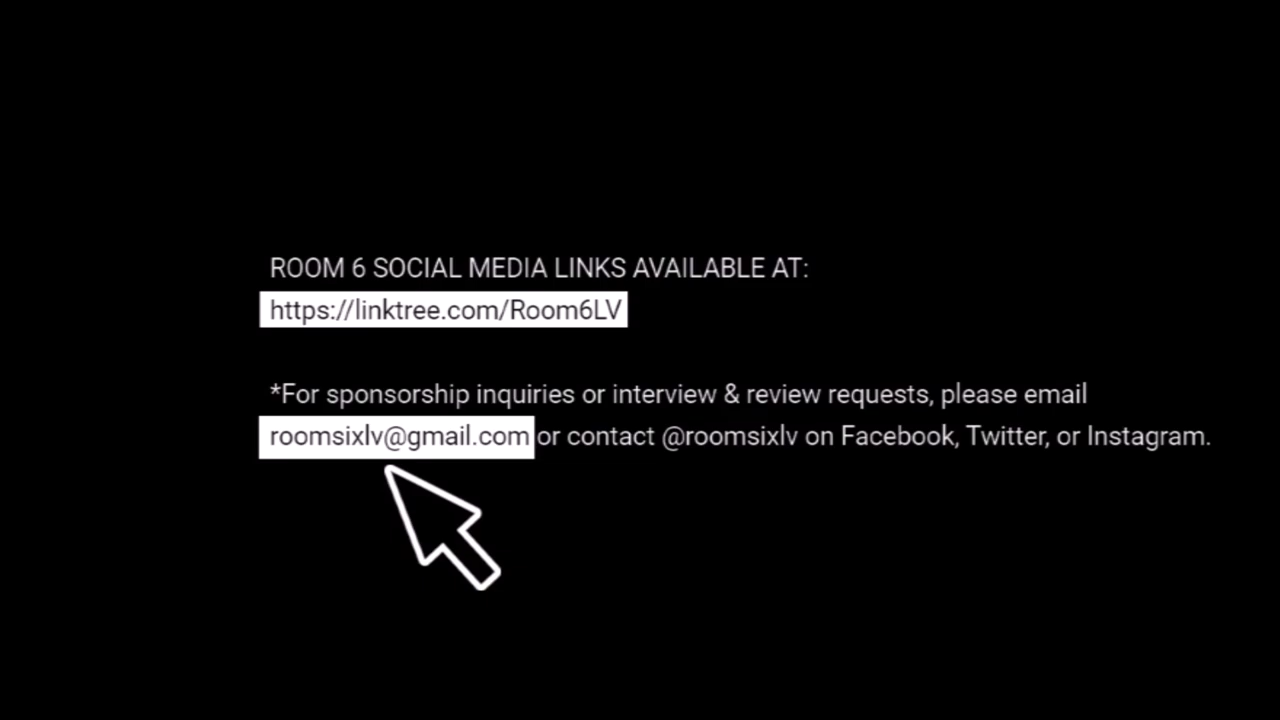 ROOM 6 SOCIAL MEDIA LINKS AVAILABLE AT:
https://linktree.com/Room6LV
*For sponsorship inquiries or interview & review requests, please email
roomsixlv@gmail.com or contact @roomsixlv on Facebook, Twitter, or Instagram.